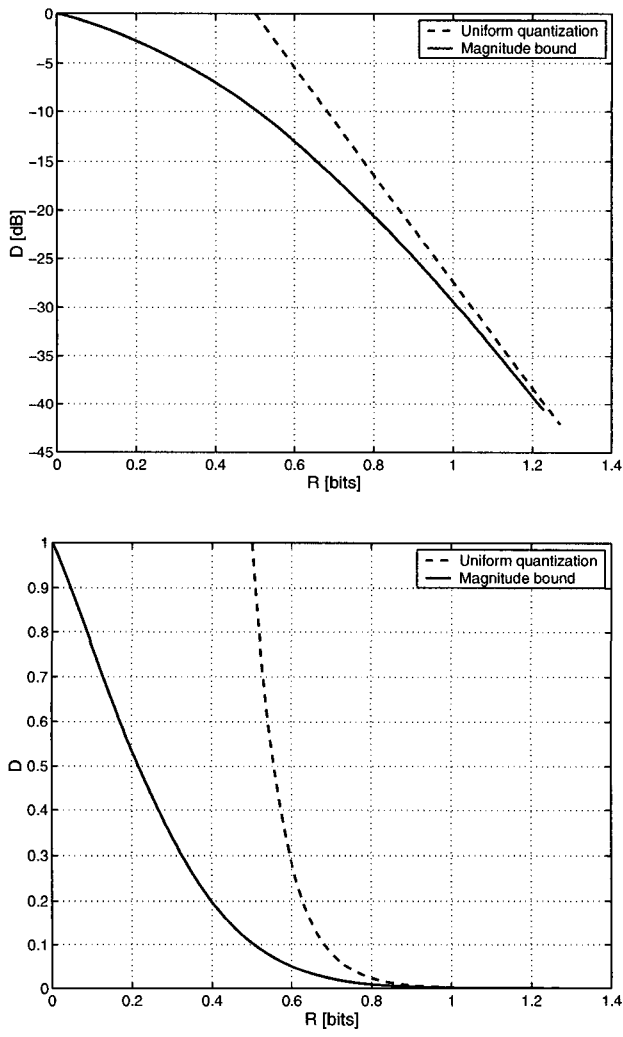 Uniform quantization
Magnitude bound
0
−5
−10
−15
−20
−25
−30
−35
−40
−45
D [dB]
0 0.2 0.4 0.6 0.8 1 1.2 1.4
R [bits]
Uniform quantization
Magnitude bound
1
0.9
0.8
0.7
0.6
0.5
0.4
0.3
0.2
0.1
0
D
0 0.2 0.4 0.6 0.8 1 1.2 1.4
R [bits]